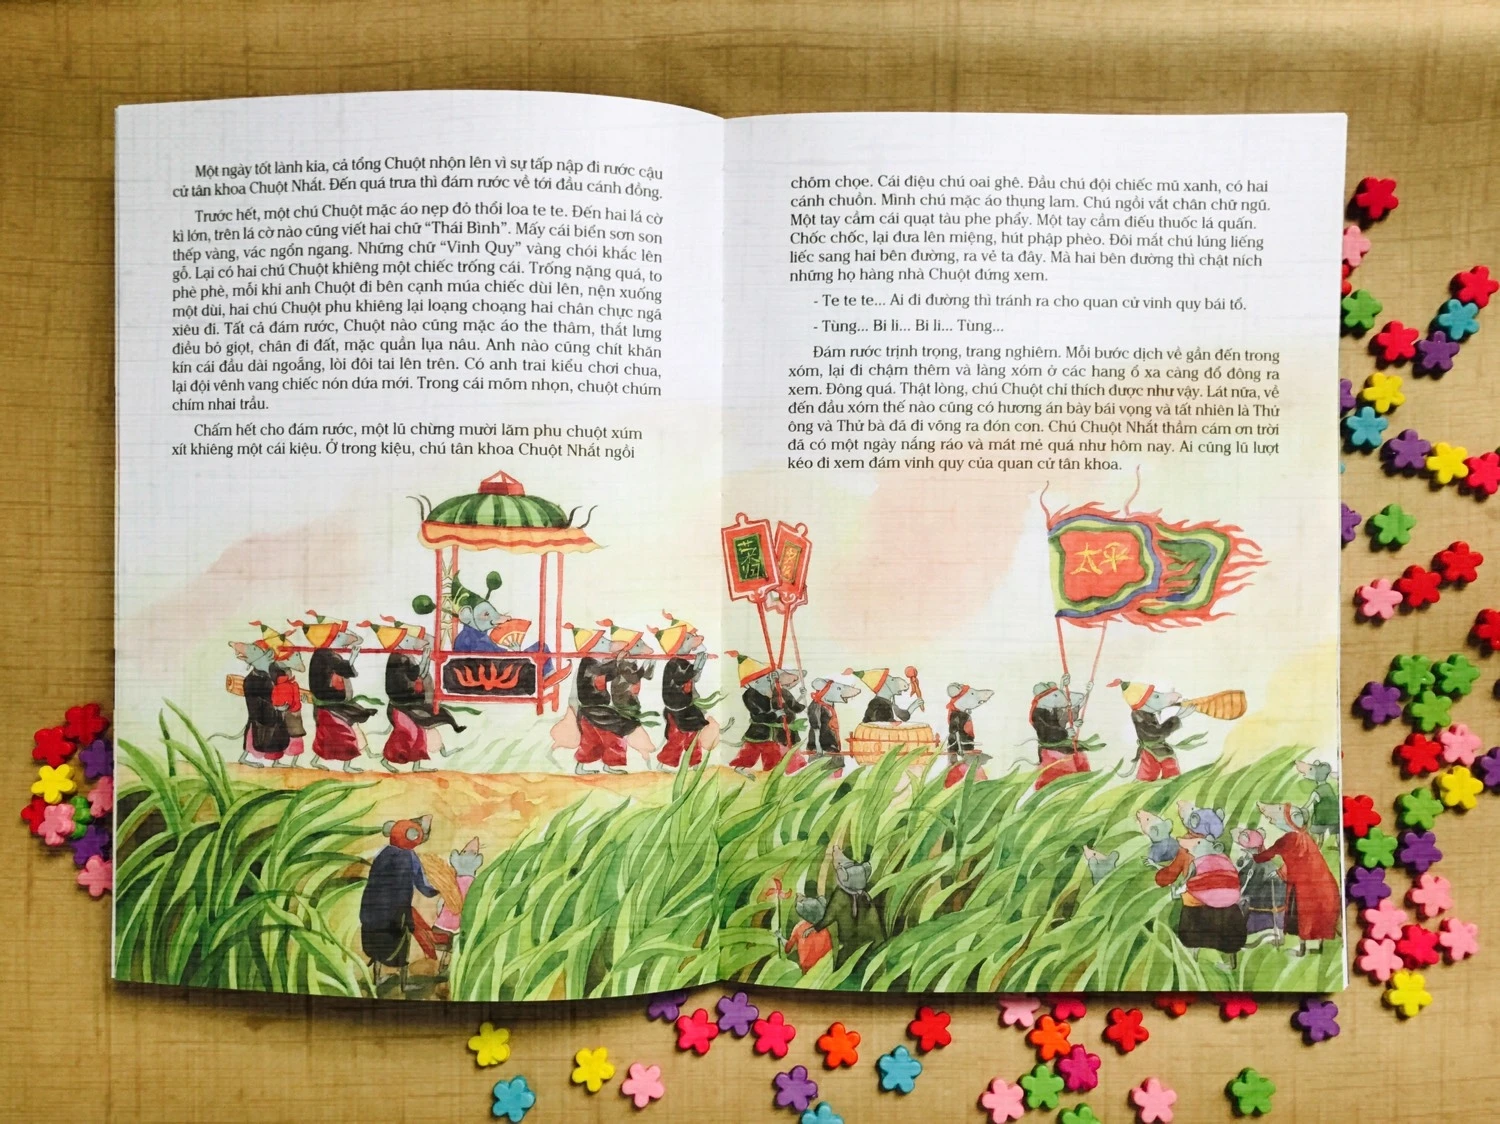 Một ngày tốt lành kia, cả tổng Chuột nhộn lên vì sự tấp nập đi rước cậu
cử tân khoa Chuột Nhắt. Đến quá trưa thì đám rước về tới đầu cánh đồng.
Trước hết, một chú Chuột mặc áo nẹp đỏ thổi loa te te. Đến hai lá cờ
kì lớn, trên lá cờ nào cũng viết hai chữ “Thái Bình”. Mấy cái biển sơn son
thếp vàng, vác ngổn ngang. Những chữ “Vinh Quy” vàng chói khắc lên
gỗ. Lại có hai chú Chuột khiêng một chiếc trống cái. Trống nặng quá, to
phè phè, mỗi khi anh Chuột đi bên cạnh múa chiếc dùi lên, nện xuống
một dùi, hai chú Chuột phu khiêng lại loạng choạng hai chân chực ngã
xiêu đi. Tất cả đám rước, Chuột nào cũng mặc áo the thâm, thắt lưng
điều bỏ giọt, chân đi đất, mặc quần lụa nâu. Anh nào cũng chít khăn
kín cái đầu dài ngoẵng, lòi đôi tai lên trên. Có anh trai kiểu chơi chua,
lại đội vênh vang chiếc nón dứa mới. Trong cái mõm nhọn, chuột chúm
chím nhai trầu.
Chấm hết cho đám rước, một lũ chừng mười lăm phu chuột xúm
xít khiêng một cái kiệu. Ở trong kiệu, chú tân khoa Chuột Nhắt ngồi
chõm chọe. Cái điệu chú oai ghê. Đầu chú đội chiếc mũ xanh, có hai
cánh chuồn. Mình chú mặc áo thụng lam. Chú ngồi vắt chân chữ ngũ.
Một tay cầm cái quạt tàu phe phẩy. Một tay cầm điếu thuốc lá quấn.
Chốc chốc, lại đưa lên miệng, hút phập phèo. Đôi mắt chú lúng liếng
liếc sang hai bên đường, ra vẻ ta đây. Mà hai bên đường thì chật ních
những họ hàng nhà Chuột đứng xem.
- Te te te... Ai đi đường thì tránh ra cho quan cử vinh quy bái tổ.
- Tùng... Bi li... Bi li... Tùng...
Đám rước trịnh trọng, trang nghiêm. Mỗi bước dịch về gần đến trong
xóm, lại đi chậm thêm và làng xóm ở các hang ổ xa càng đổ đông ra
xem. Đông quá. Thật lòng, chú Chuột chỉ thích được như vậy. Lát nữa, về
đến đầu xóm thế nào cũng có hương án bày bái vọng và tất nhiên là Thử
ông và Thử bà đã đi võng ra đón con. Chú Chuột Nhắt thầm cám ơn trời
đã có một ngày nắng ráo và mát mẻ quá như hôm nay. Ai cũng lũ lượt
kéo đi xem đám vinh quy của quan cử tân khoa.
太平